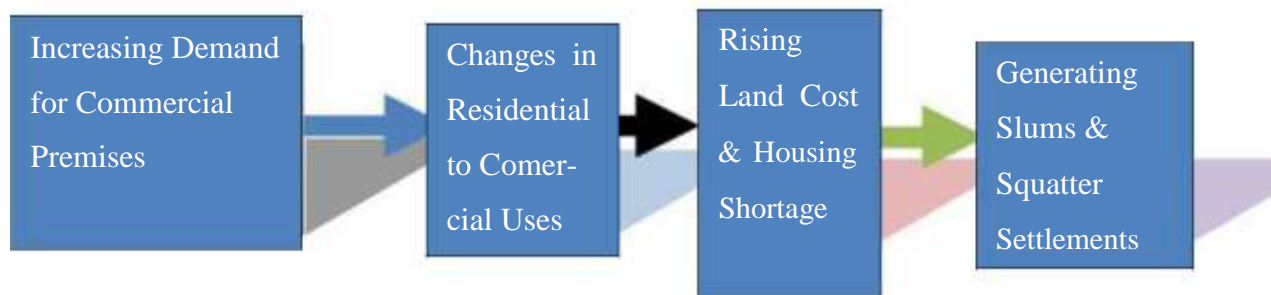 Increasing Demand
for Commercial
Premises
Changes in
Residential
to Comer-
cial Uses
Rising
Land Cost
& Housing
Shortage
Generating
Slums &
Squatter
Settlements